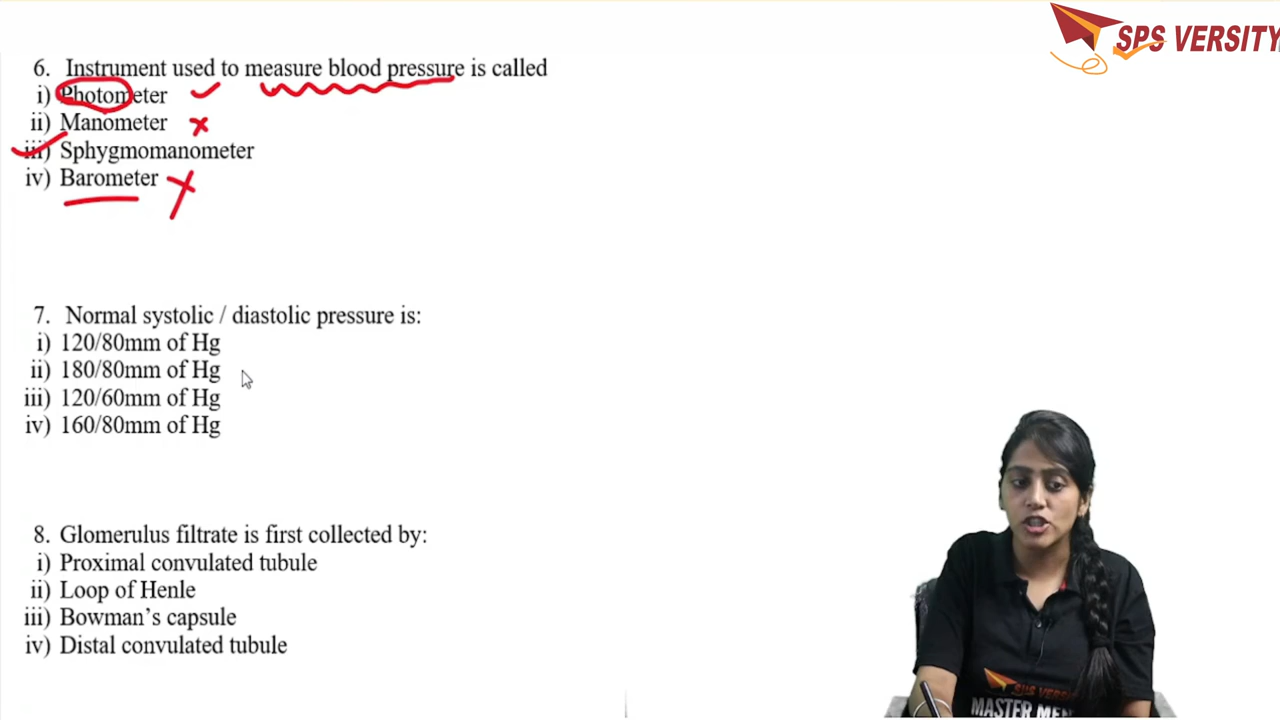 SPS VERSITY
6. Instrument used to measure blood pressure is called
i) Photometer
ii) Manometer
iii) Sphygmomanometer
iv) Barometer
7. Normal systolic / diastolic pressure is:
i) 120/80mm of Hg
ii) 180/80mm of Hg
iii) 120/60mm of Hg
iv) 160/80mm of Hg
8. Glomerulus filtrate is first collected by:
i) Proximal convulated tubule
ii) Loop of Henle
iii) Bowman's capsule
iv) Distal convulated tubule
SPS VERSITY
MASTER